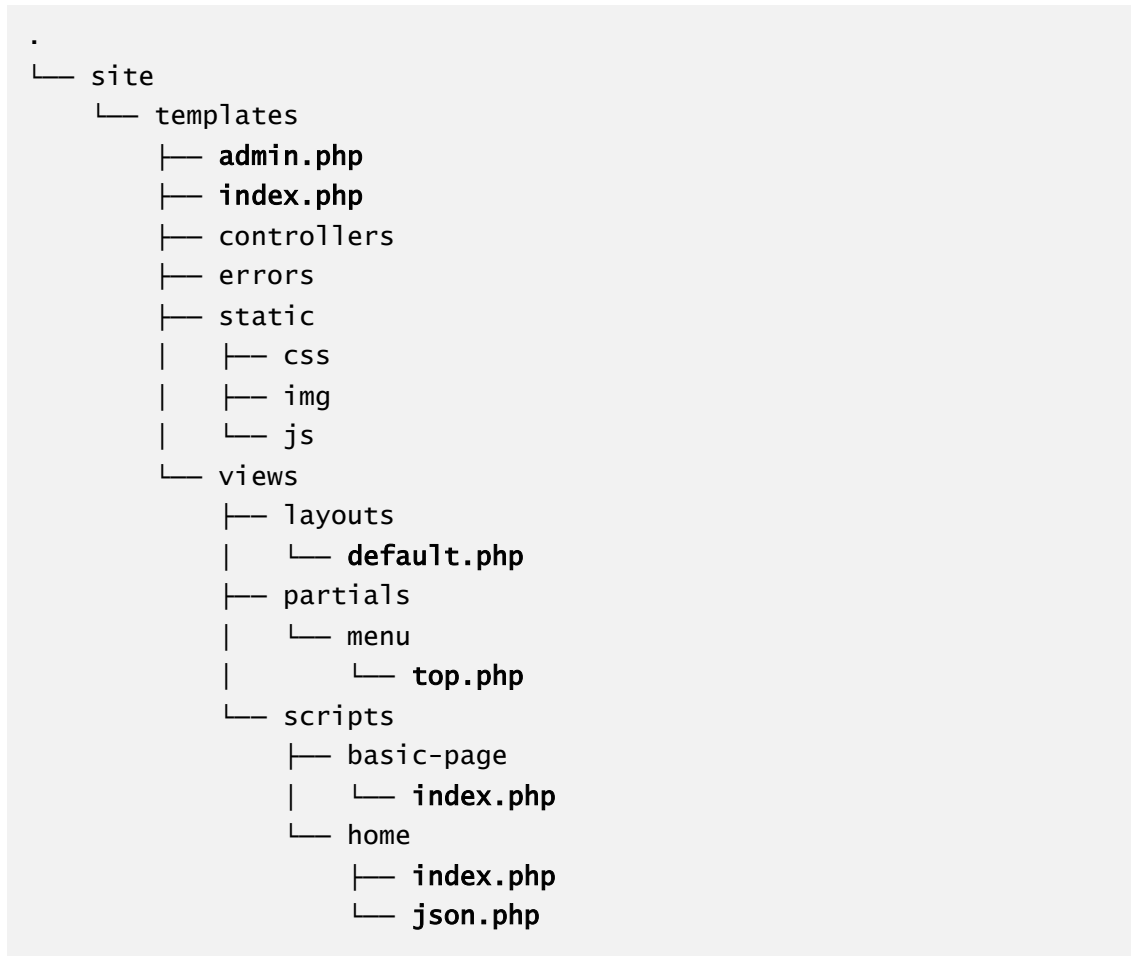 .
└── site
    └── templates
        ├── admin.php
        ├── index.php
        ├── controllers
        ├── errors
        ├── static
        │   ├── css
        │   ├── img
        │   └── js
        └── views
            ├── layouts
            │   └── default.php
            ├── partials
            │   └── menu
            │       └── top.php
            └── scripts
                ├── basic-page
                │   └── index.php
                └── home
                    ├── index.php
                    └── json.php